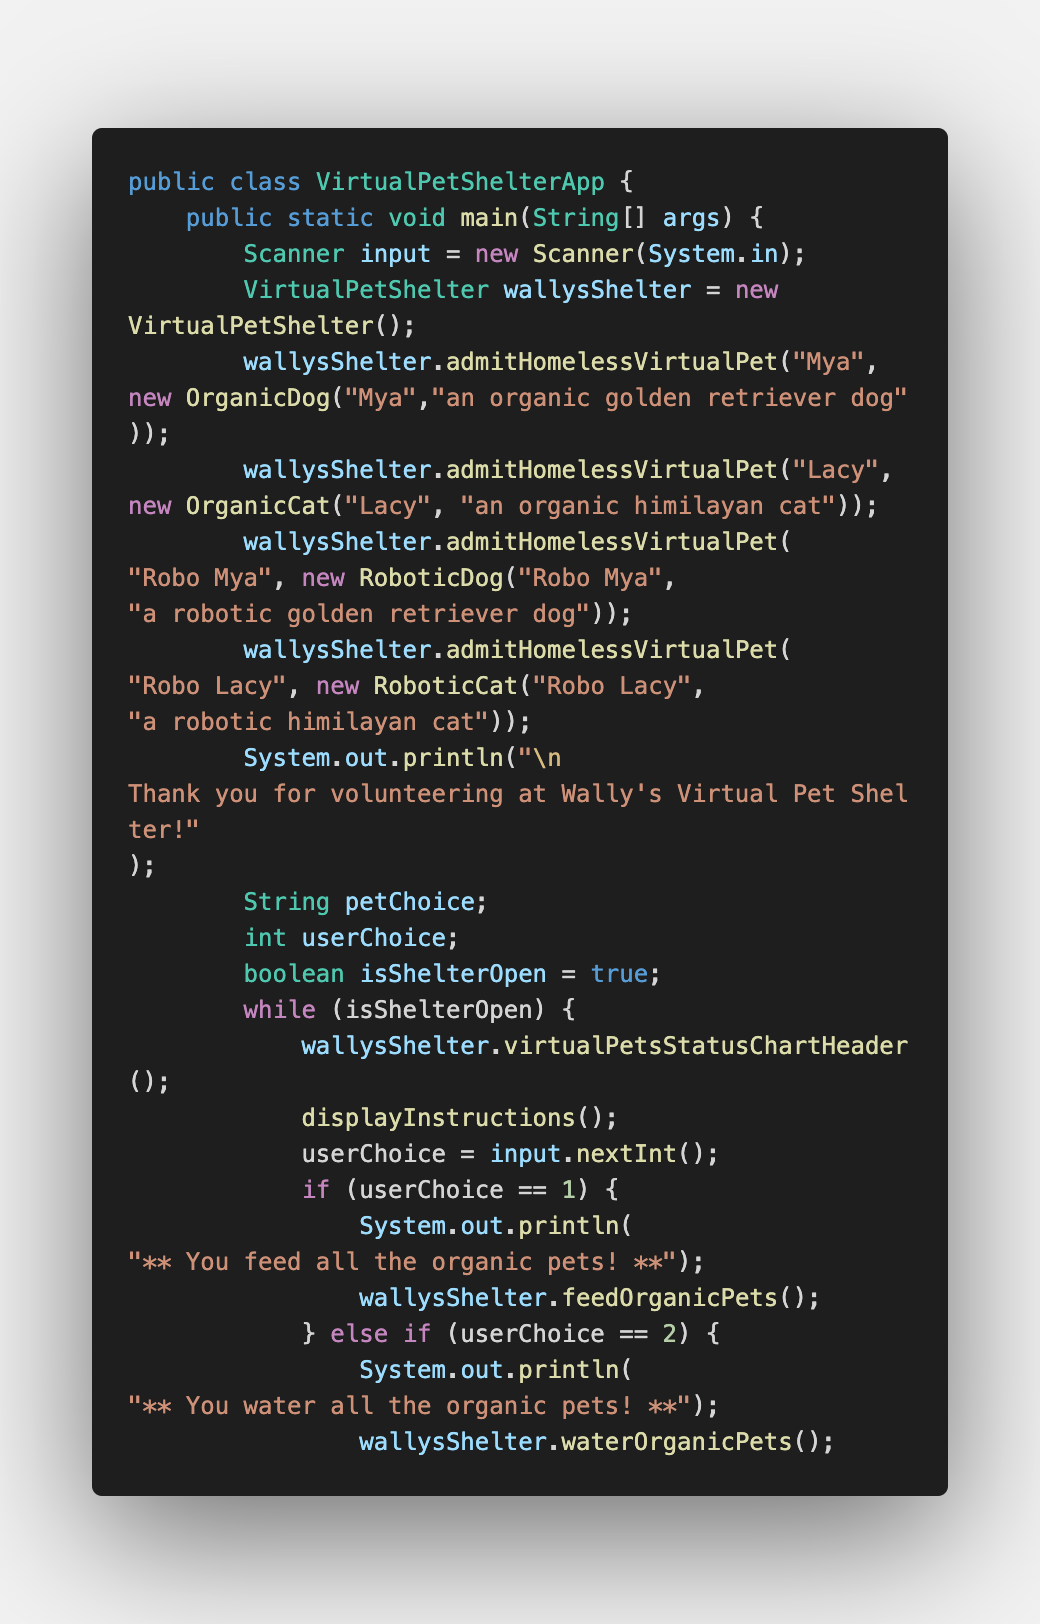 public class VirtualPetShelterApp {
    public static void main(String[] args) {
        Scanner input = new Scanner(System.in);
        VirtualPetShelter wallysShelter = new
VirtualPetShelter();
        wallysShelter.admitHomelessVirtualPet("Mya",
new OrganicDog("Mya","an organic golden retriever dog"
));
        wallysShelter.admitHomelessVirtualPet("Lacy",
new OrganicCat("Lacy", "an organic himilayan cat"));
        wallysShelter.admitHomelessVirtualPet(
"Robo Mya", new RoboticDog("Robo Mya",
"a robotic golden retriever dog"));
        wallysShelter.admitHomelessVirtualPet(
"Robo Lacy", new RoboticCat("Robo Lacy",
"a robotic himilayan cat"));
        System.out.println("\n
Thank you for volunteering at Wally's Virtual Pet Shel
ter!"
);
        String petChoice;
        int userChoice;
        boolean isShelterOpen = true;
        while (isShelterOpen) {
            wallysShelter.virtualPetsStatusChartHeader
();
            displayInstructions();
            userChoice = input.nextInt();
            if (userChoice == 1) {
                System.out.println(
"** You feed all the organic pets! **");
                wallysShelter.feedOrganicPets();
            } else if (userChoice == 2) {
                System.out.println(
"** You water all the organic pets! **");
                wallysShelter.waterOrganicPets();